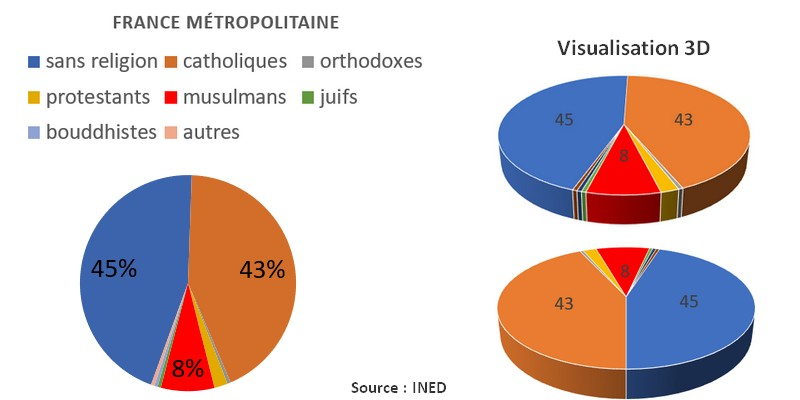 FRANCE MÉTROPOLITAINE
sans religion catholiques orthodoxes
protestants musulmans juifs
bouddhistes autres
45% 43%
8%
Visualisation 3D
45 43
8
8
43 45
Source : INED